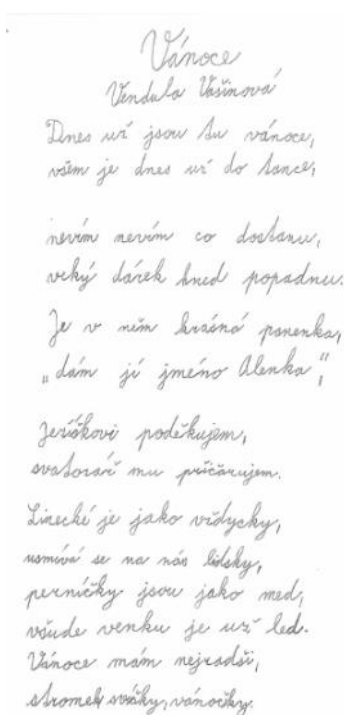 Vánoce
Vendula Vašinová
Dnes už jsou tu vánoce,
všem je dnes už do tance,
nevím nevím co dostanu,
velký dárek hned popadnu.
Je v něm krásná panenka,
„dám jí jméno Alenka",
Ježíškovi poděkujem,
svatozář mu přičarujem.
Linecké je jako vždycky,
usmívá se na nás lidsky,
perníčky jsou jako med,
všude venku je už led.
Vánoce mám nejradši,
stromek, svíčky, vánočky.